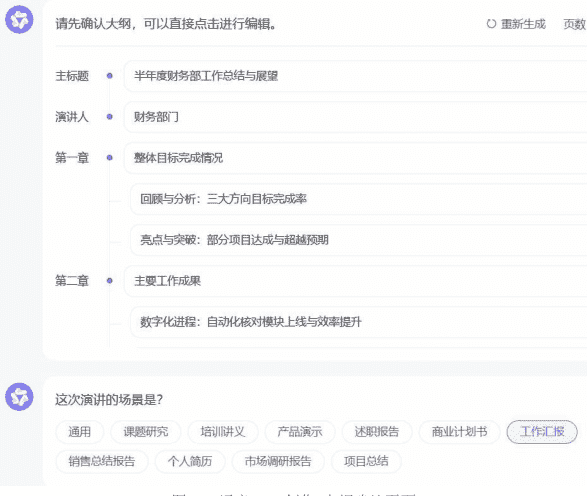 请先确认大纲，可以直接点击进行编辑。 重新生成 页数
主标题 半年度财务部工作总结与展望
演讲人 财务部门
第一章 整体目标完成情况
回顾与分析：三大方向目标完成率
亮点与突破：部分项目达成与超越预期
第二章 主要工作成果
数字化进程：自动化核对模块上线与效率提升
这次演讲的场景是？
通用 课题研究 培训讲义 产品演示 述职报告 商业计划书 工作汇报
销售总结报告 个人简历 市场调研报告 项目总结